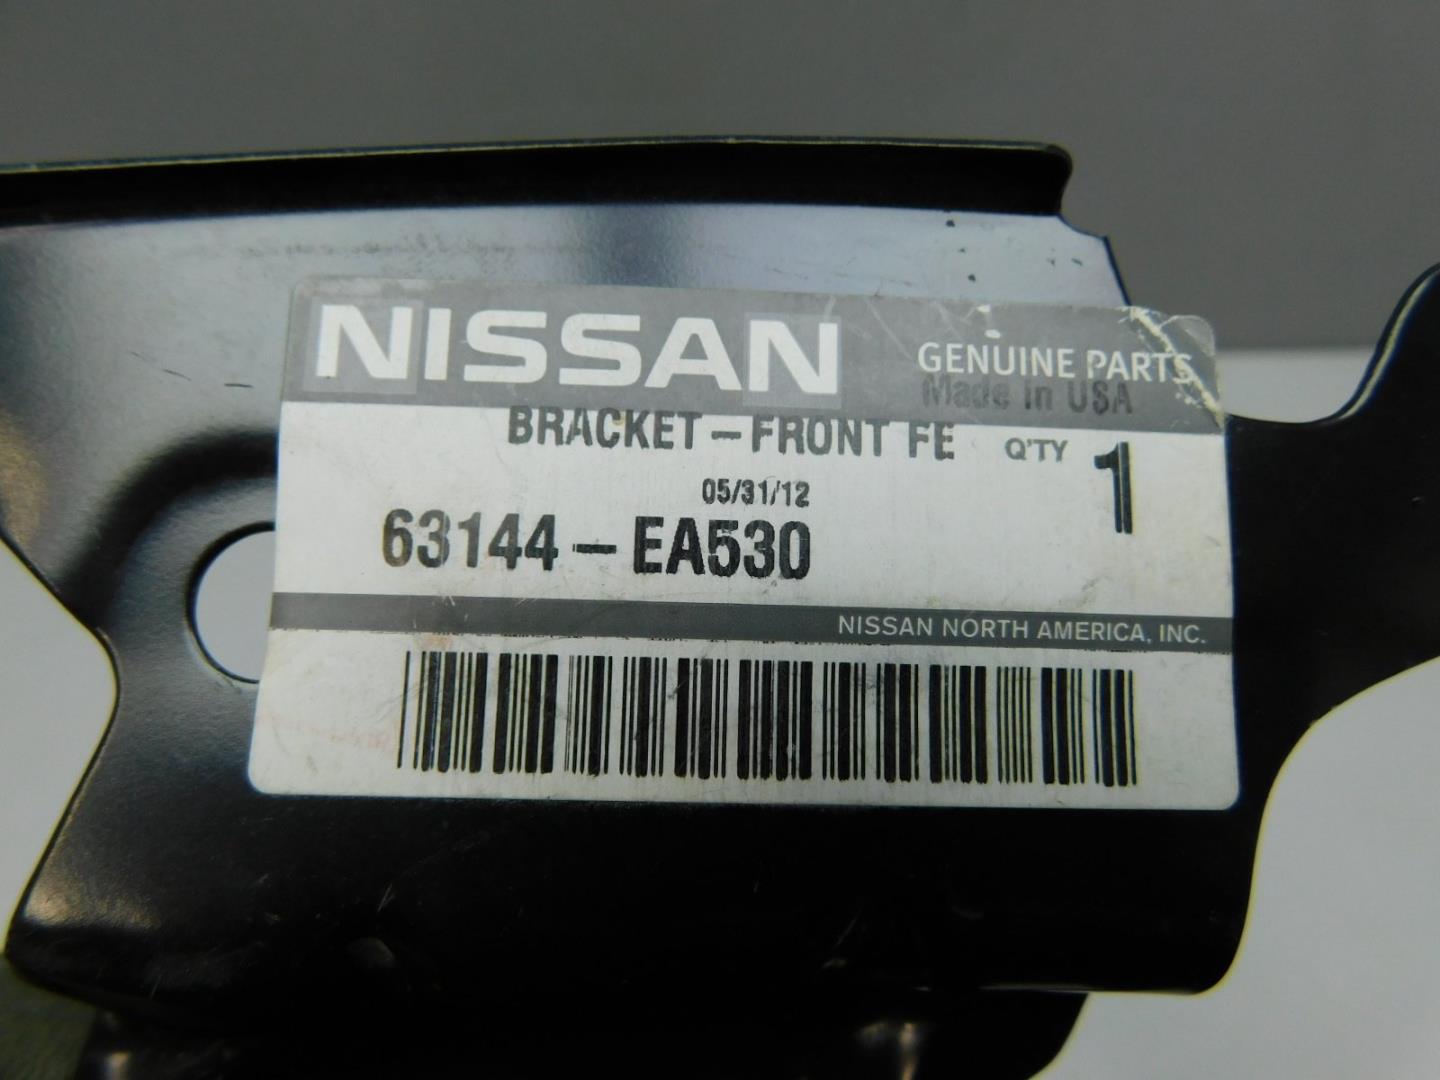 NISSAN
GENUINE PARTS
Made in USA
BRACKET-FRONT FE Q'TY 1
05/31/12
63144-EA530
NISSAN NORTH AMERICA, INC.